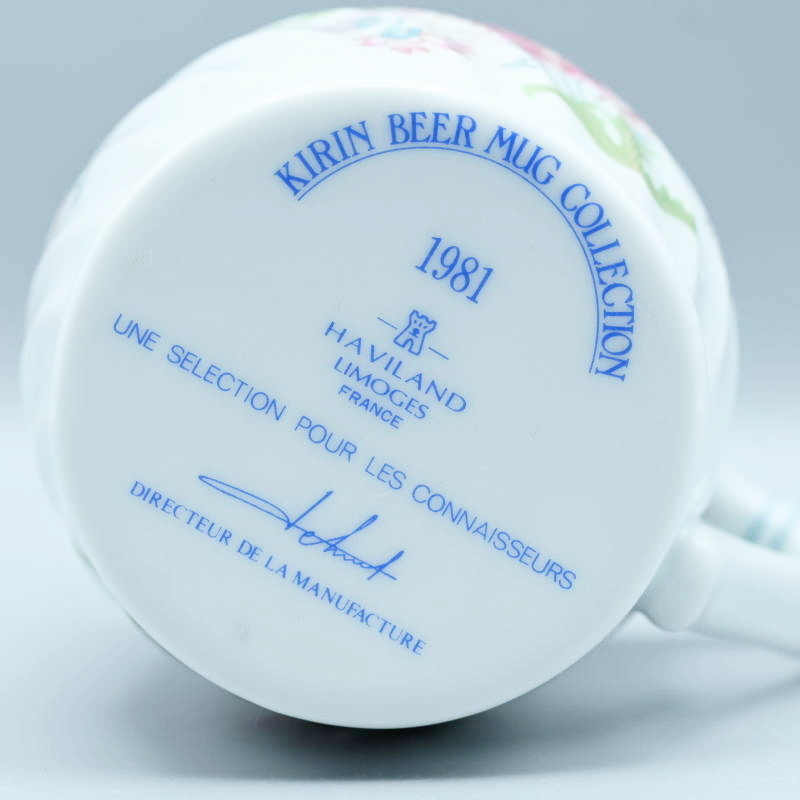 KIRIN BEER MUG COLLECTION
1981
HAVILAND
LIMOGES
FRANCE
UNE SELECTION POUR LES CONNAISSEURS
DIRECTEUR DE LA MANUFACTURE